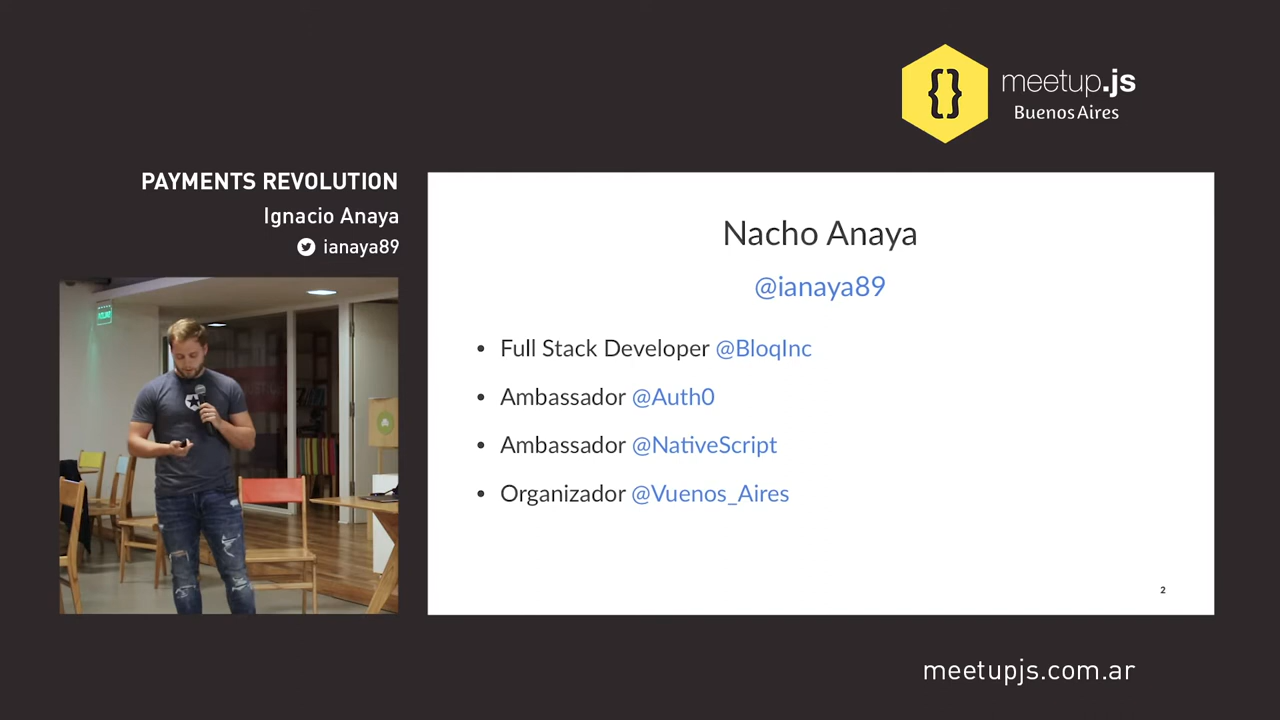 {}
meetup.js
Buenos Aires
PAYMENTS REVOLUTION
Ignacio Anaya
ianaya89
Nacho Anaya
@ianaya89
• Full Stack Developer @BloqInc
• Ambassador @Auth0
• Ambassador @NativeScript
• Organizador @Vuenos_Aires
2
meetupjs.com.ar